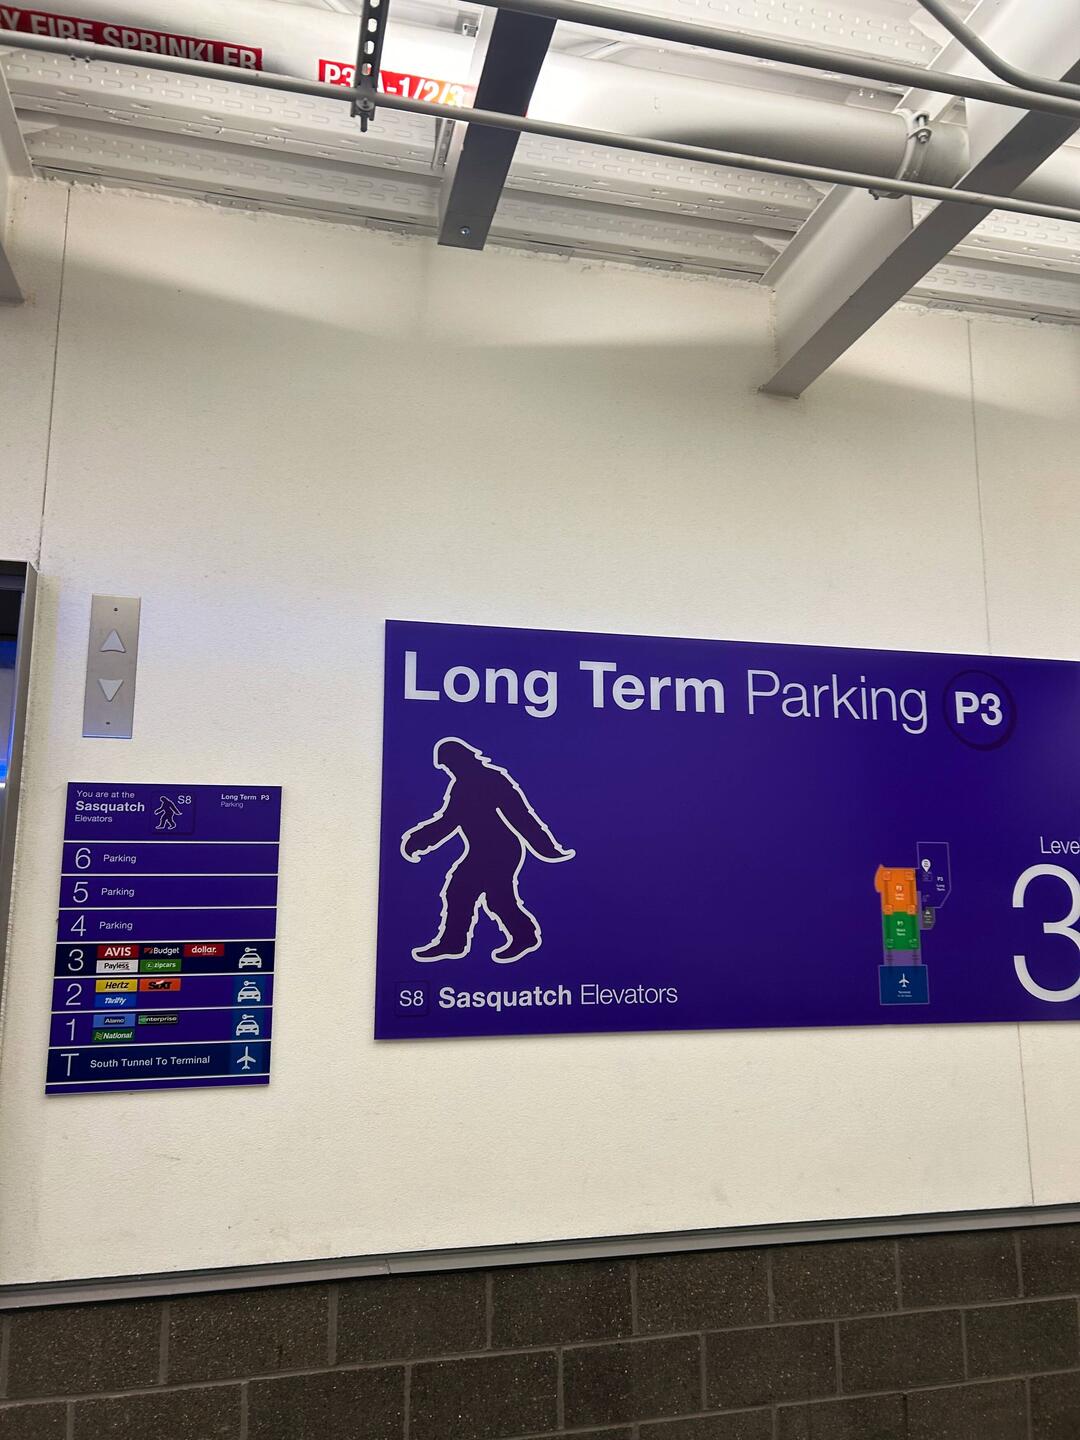 Y FIRE SPRINKLER
Long Term Parking P3
Level
3
S8 Sasquatch Elevators
You are at the
Sasquatch
Elevators
S8
Long Term P3
Parking
6 Parking
5 Parking
4 Parking
3 AVIS Budget dollar.
Payless zipcars
2 Hertz SIXT
Thrifty
1 Alamo enterprise
National
T South Tunnel To Terminal